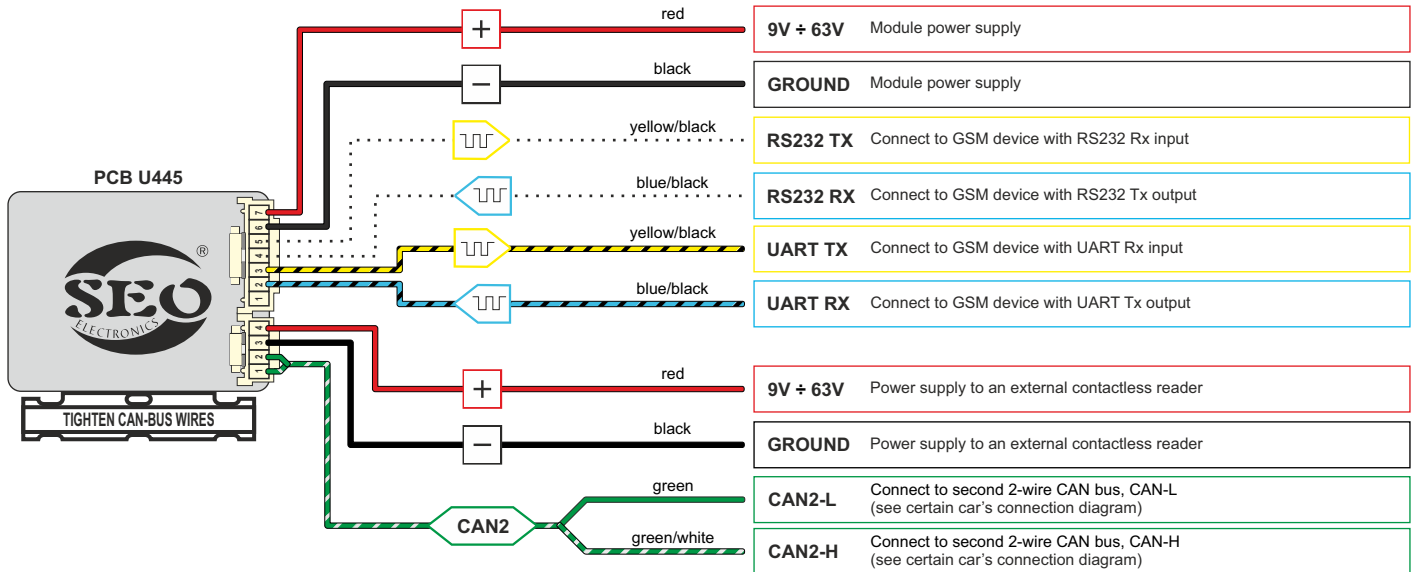 red
9V ÷ 63V Module power supply
black
GROUND Module power supply
yellow/black
RS232 TX Connect to GSM device with RS232 Rx input
PCB U445
blue/black
RS232 RX Connect to GSM device with RS232 Tx output
yellow/black
UART TX Connect to GSM device with UART Rx input
blue/black
UART RX Connect to GSM device with UART Tx output
7
6
5
4
3
2
1
®
SEO
ELECTRONICS
4
3
2
1
TIGHTEN CAN-BUS WIRES
red
9V ÷ 63V Power supply to an external contactless reader
black
GROUND Power supply to an external contactless reader
green
CAN2-L Connect to second 2-wire CAN bus, CAN-L
(see certain car's connection diagram)
CAN2
green/white
CAN2-H Connect to second 2-wire CAN bus, CAN-H
(see certain car's connection diagram)